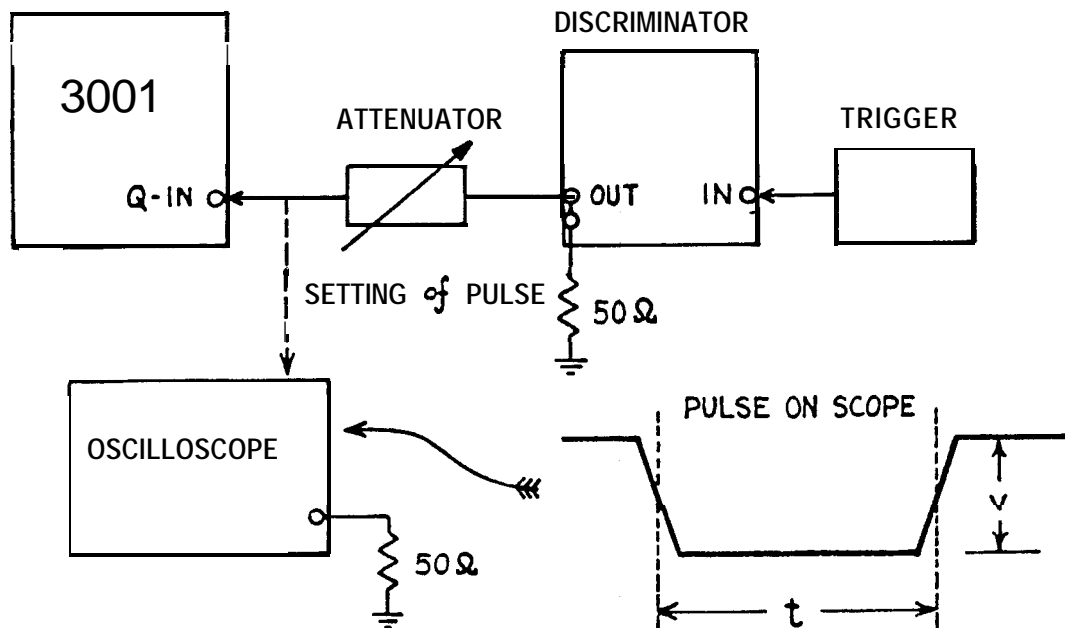 DISCRIMINATOR
3001
ATTENUATOR
TRIGGER
Q-IN
OUT
IN
SETTING of PULSE
50Ω
OSCILLOSCOPE
50Ω
PULSE ON SCOPE
V
t